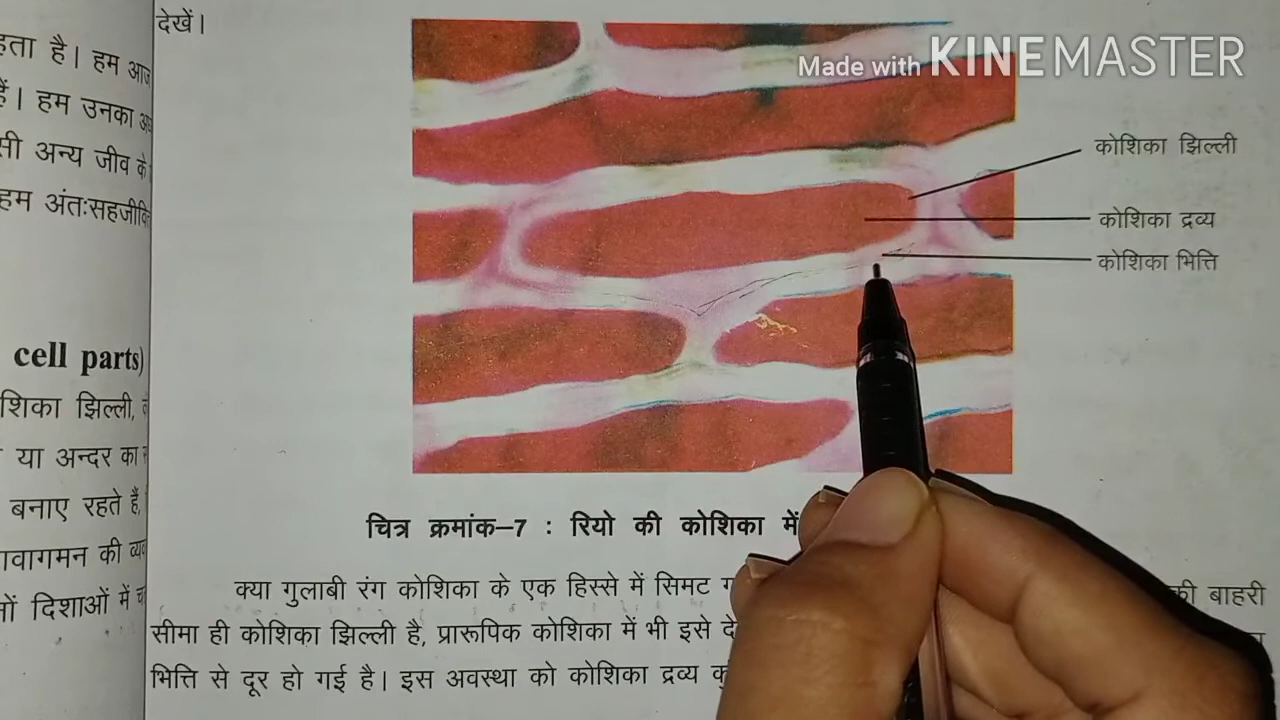 देखें।
हता है। हम आज
हैं। हम उनका
सी अन्य जीव के
हम अंतःसहजीवि
cell parts)
शिका झिल्ली,
या अन्दर का
बनाए रहते हैं,
वागमन की
दिशाओं में
Made with KINEMASTER
कोशिका झिल्ली
कोशिका द्रव्य
कोशिका भित्ति
चित्र क्रमांक–7 : रियो की कोशिका में
क्या गुलाबी रंग कोशिका के एक हिस्से में सिमट की बाहरी
सीमा ही कोशिका झिल्ली है, प्रारूपिक कोशिका में भी इसे
भित्ति से दूर हो गई है। इस अवस्था को कोशिका द्रव्य